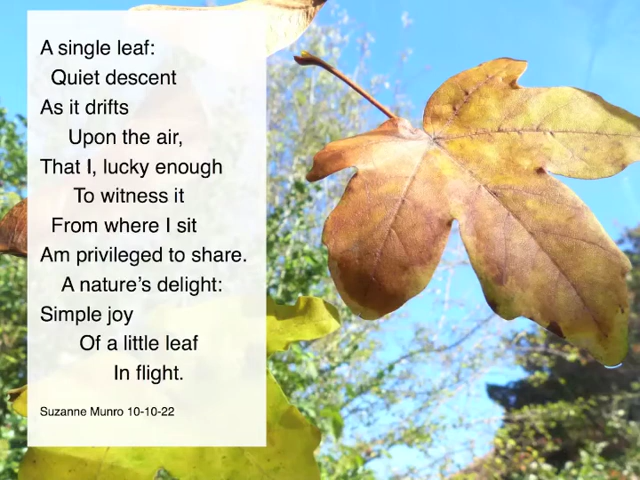 A single leaf:
Quiet descent
As it drifts
Upon the air,
That I, lucky enough
To witness it
From where I sit
Am privileged to share.
A nature’s delight:
Simple joy
Of a little leaf
In flight.
Suzanne Munro 10-10-22